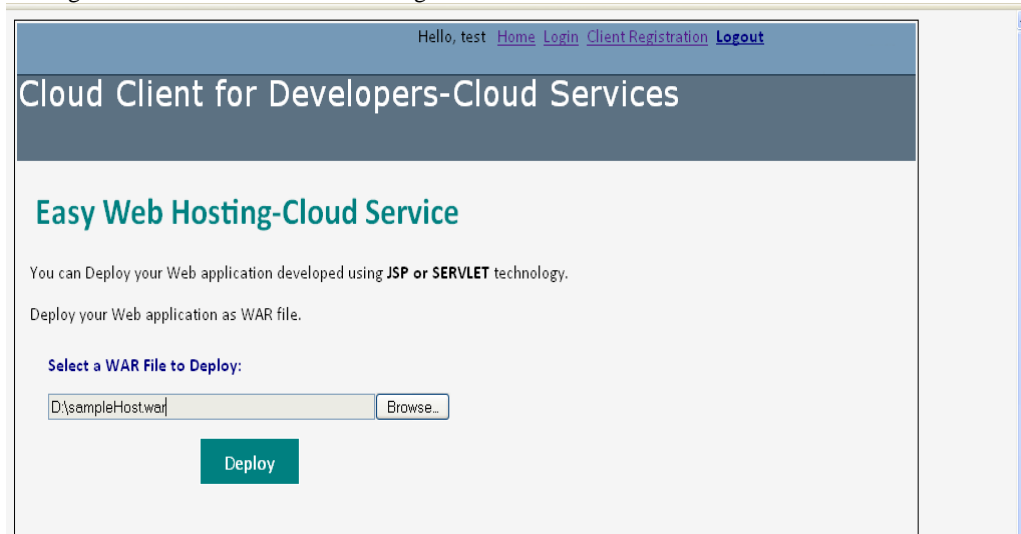 Hello, test Home Login Client Registration Logout
Cloud Client for Developers-Cloud Services
Easy Web Hosting-Cloud Service
You can Deploy your Web application developed using JSP or SERVLET technology.
Deploy your Web application as WAR file.
Select a WAR File to Deploy:
D:\sampleHost.war Browse...
Deploy